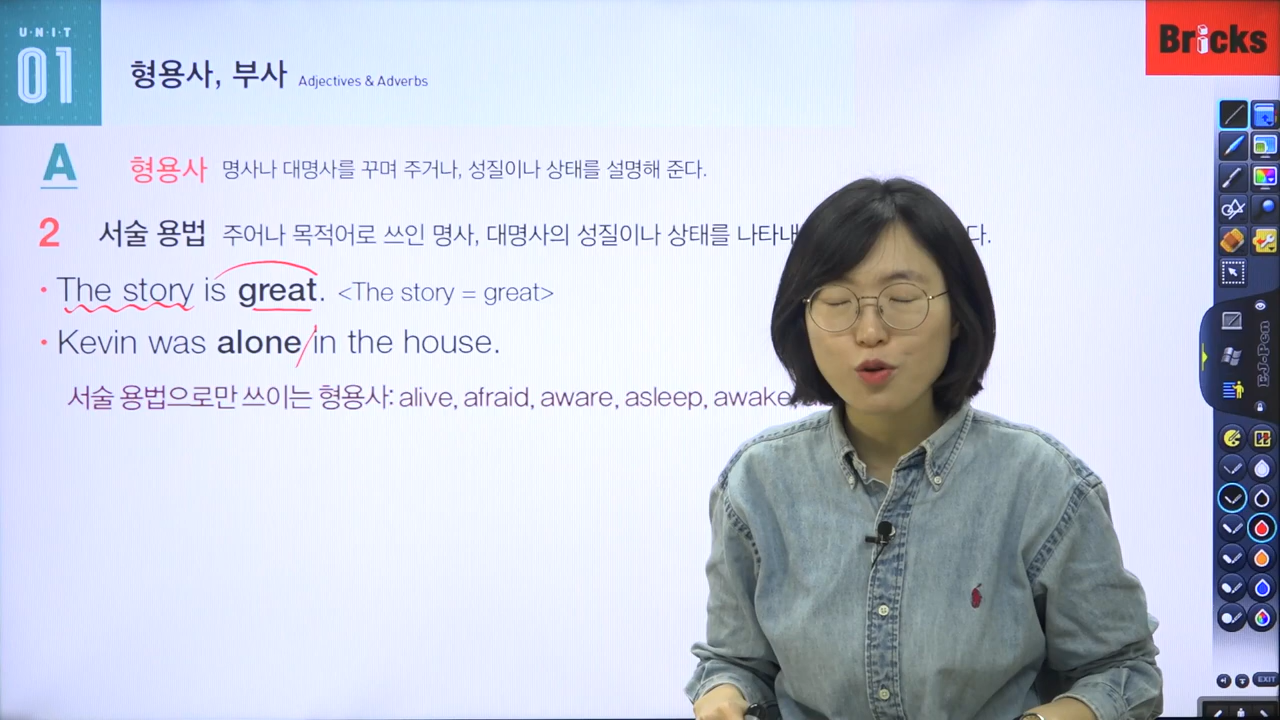 U·N·I·T
01
형용사, 부사 Adjectives & Adverbs
Bricks
A 형용사 명사나 대명사를 꾸며 주거나, 성질이나 상태를 설명해 준다.
2 서술 용법 주어나 목적어로 쓰인 명사, 대명사의 성질이나 상태를 나타내 다.
• The story is great. <The story = great>
• Kevin was alone in the house.
서술 용법으로만 쓰이는 형용사: alive, afraid, aware, asleep, awake,
EJ-Pen
EXIT